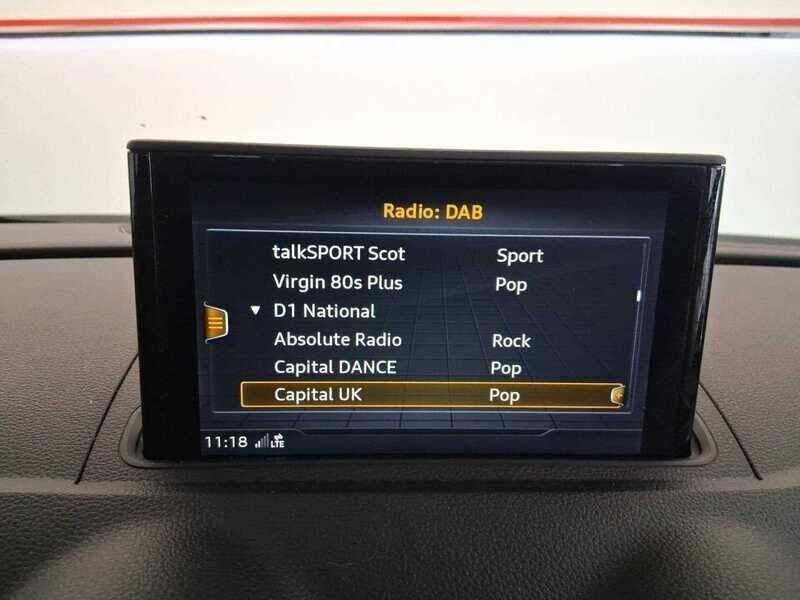 Radio: DAB
talkSPORT Scot Sport
Virgin 80s Plus Pop
D1 National
Absolute Radio Rock
Capital DANCE Pop
Capital UK Pop
11:18 LTE